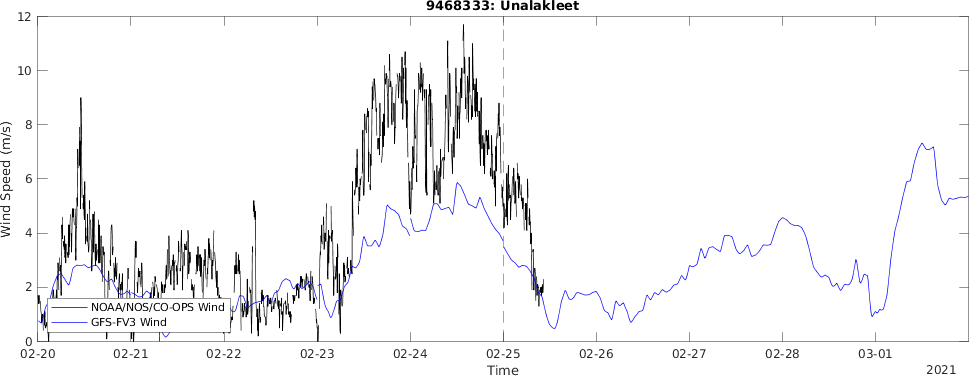 9468333: Unalakleet
12
10
8
6
4
2
0
Wind Speed (m/s)
NOAA/NOS/CO-OPS Wind
GFS-FV3 Wind
02-20 02-21 02-22 02-23 02-24 02-25 02-26 02-27 02-28 03-01
Time
2021